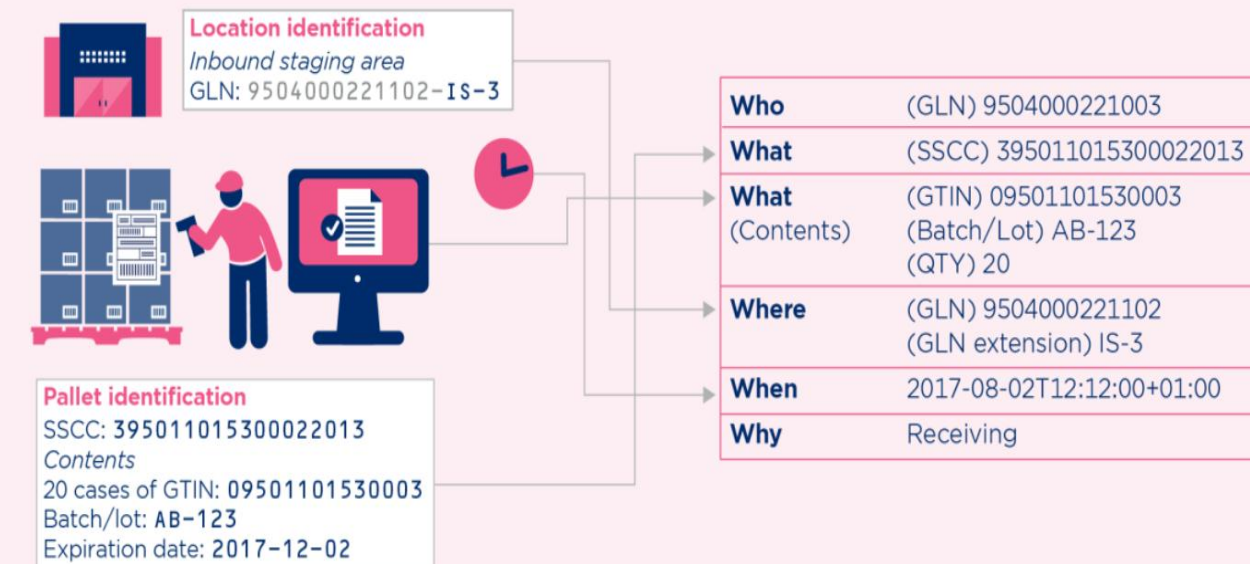 Location identification
Inbound staging area
GLN: 9504000221102-IS-3
Pallet identification
SSCC: 395011015300022013
Contents
20 cases of GTIN: 09501101530003
Batch/lot: AB-123
Expiration date: 2017-12-02
Who (GLN) 9504000221003
What (SSCC) 395011015300022013
What (GTIN) 09501101530003
(Contents) (Batch/Lot) AB-123
(QTY) 20
Where (GLN) 9504000221102
(GLN extension) IS-3
When 2017-08-02T12:12:00+01:00
Why Receiving